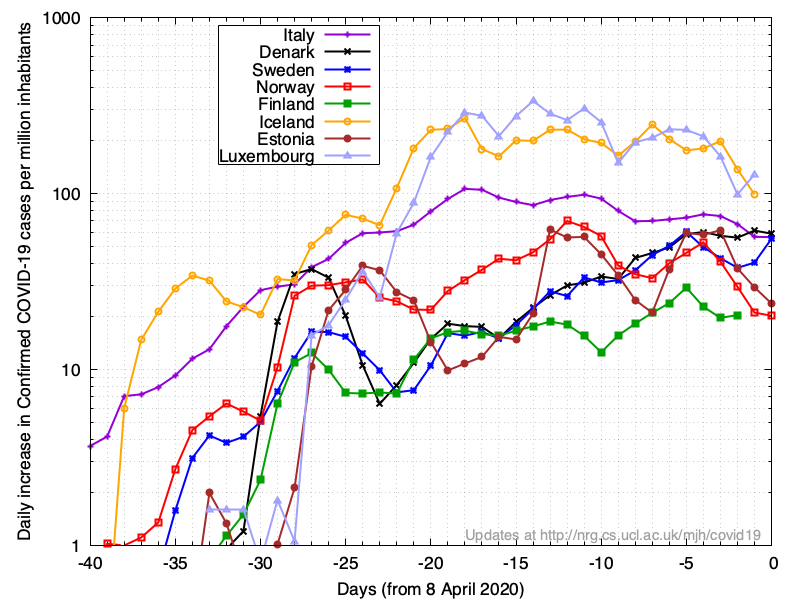 1000
100
10
1
Daily increase in Confirmed COVID-19 cases per million inhabitants
Italy
Denark
Sweden
Norway
Finland
Iceland
Estonia
Luxembourg
Updates at http://nrg.cs.ucl.ac.uk/mjh/covid19
-40 -35 -30 -25 -20 -15 -10 -5 0
Days (from 8 April 2020)